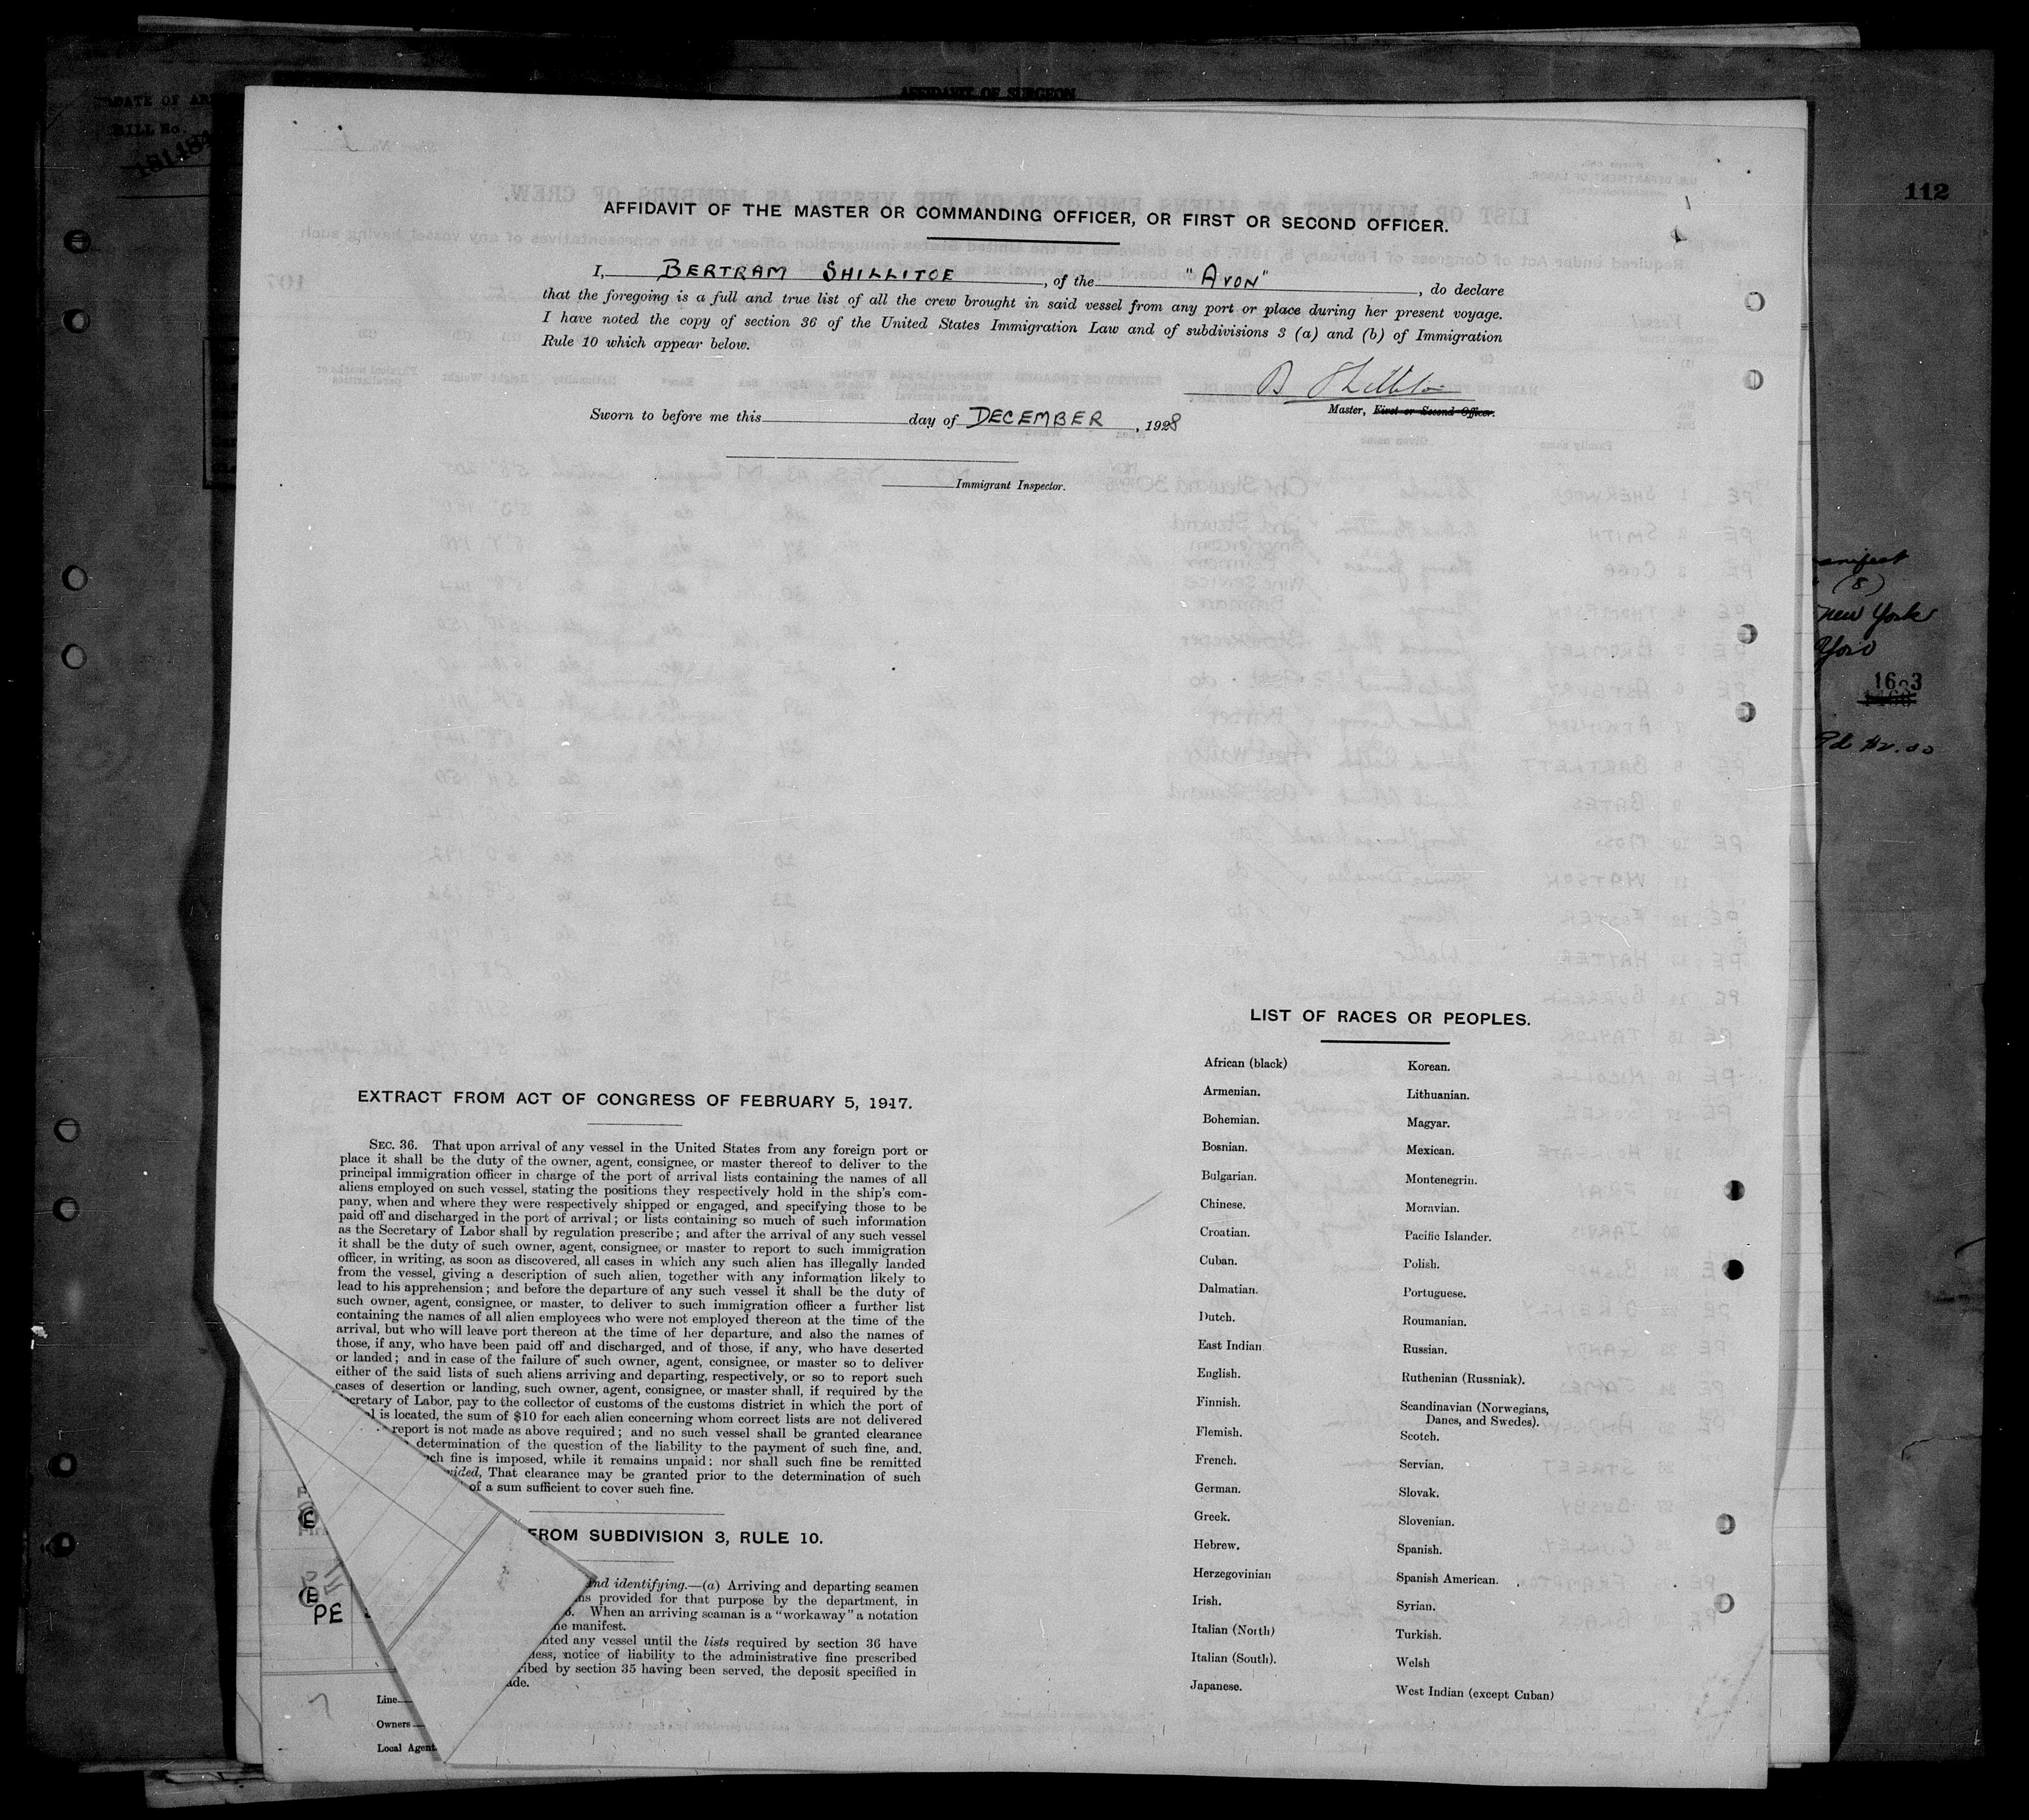 AFFIDAVIT OF SURGEON
112
AFFIDAVIT OF THE MASTER OR COMMANDING OFFICER, OR FIRST OR SECOND OFFICER.
I, BERTRAM SHILLITOE, of the "AVON", do declare
that the foregoing is a full and true list of all the crew brought in said vessel from any port or place during her present voyage.
I have noted the copy of section 36 of the United States Immigration Law and of subdivisions 3 (a) and (b) of Immigration
Rule 10 which appear below.
B Shillitoe
Master, First or Second Officer.
Sworn to before me this day of DECEMBER, 1928
Immigrant Inspector.
(8)
New York
1603
EXTRACT FROM ACT OF CONGRESS OF FEBRUARY 5, 1917.
SEC. 36. That upon arrival of any vessel in the United States from any foreign port or
place it shall be the duty of the owner, agent, consignee, or master thereof to deliver to the
principal immigration officer in charge of the port of arrival lists containing the names of all
aliens employed on such vessel, stating the positions they respectively hold in the ship's com-
pany, when and where they were respectively shipped or engaged, and specifying those to be
paid off and discharged in the port of arrival; or lists containing so much of such information
as the Secretary of Labor shall by regulation prescribe; and after the arrival of any such vessel
it shall be the duty of such owner, agent, consignee, or master to report to such immigration
officer, in writing, as soon as discovered, all cases in which any such alien has illegally landed
from the vessel, giving a description of such alien, together with any information likely to
lead to his apprehension; and before the departure of any such vessel it shall be the duty of
such owner, agent, consignee, or master, to deliver to such immigration officer a further list
containing the names of all alien employees who were not employed thereon at the time of the
arrival, but who will leave port thereon at the time of her departure, and also the names of
those, if any, who have been paid off and discharged, and of those, if any, who have deserted
or landed; and in case of the failure of such owner, agent, consignee, or master so to deliver
either of the said lists of such aliens arriving and departing, respectively, or so to report such
cases of desertion or landing, such owner, agent, consignee, or master shall, if required by the
cretary of Labor, pay to the collector of customs of the customs district in which the port of
l is located, the sum of $10 for each alien concerning whom correct lists are not delivered
report is not made as above required; and no such vessel shall be granted clearance
determination of the question of the liability to the payment of such fine, and,
ch fine is imposed, while it remains unpaid: nor shall such fine be remitted
vided, That clearance may be granted prior to the determination of such
of a sum sufficient to cover such fine.
FROM SUBDIVISION 3, RULE 10.
nd identifying.—(a) Arriving and departing seamen
ns provided for that purpose by the department, in
When an arriving seaman is a "workaway" a notation
he manifest.
nted any vessel until the lists required by section 36 have
less, notice of liability to the administrative fine prescribed
ribed by section 35 having been served, the deposit specified in
ade.
E
E
PE
Line
Owners
Local Agent
LIST OF RACES OR PEOPLES.
African (black)
Armenian.
Bohemian.
Bosnian.
Bulgarian.
Chinese.
Croatian.
Cuban.
Dalmatian.
Dutch.
East Indian
English.
Finnish.
Flemish.
French.
German.
Greek.
Hebrew.
Herzegovinian
Irish.
Italian (North)
Italian (South).
Japanese.
Korean.
Lithuanian.
Magyar.
Mexican.
Montenegrin.
Moravian.
Pacific Islander.
Polish.
Portuguese.
Roumanian.
Russian.
Ruthenian (Russniak).
Scandinavian (Norwegians,
Danes, and Swedes).
Scotch.
Servian.
Slovak.
Slovenian.
Spanish.
Spanish American.
Syrian.
Turkish.
Welsh
West Indian (except Cuban)